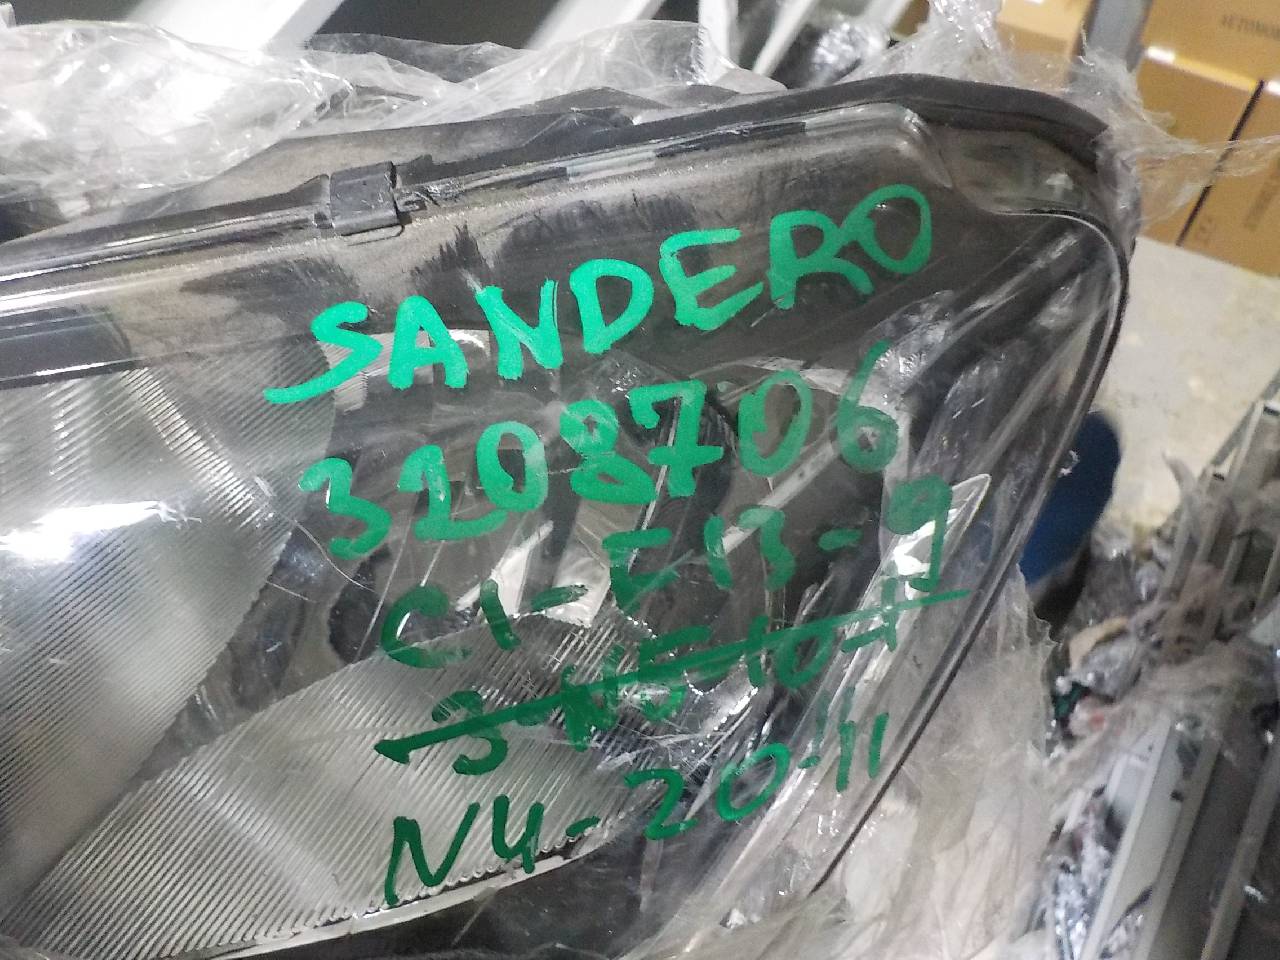 SANDERO
3208706
C1-E13-9
N4-20-11